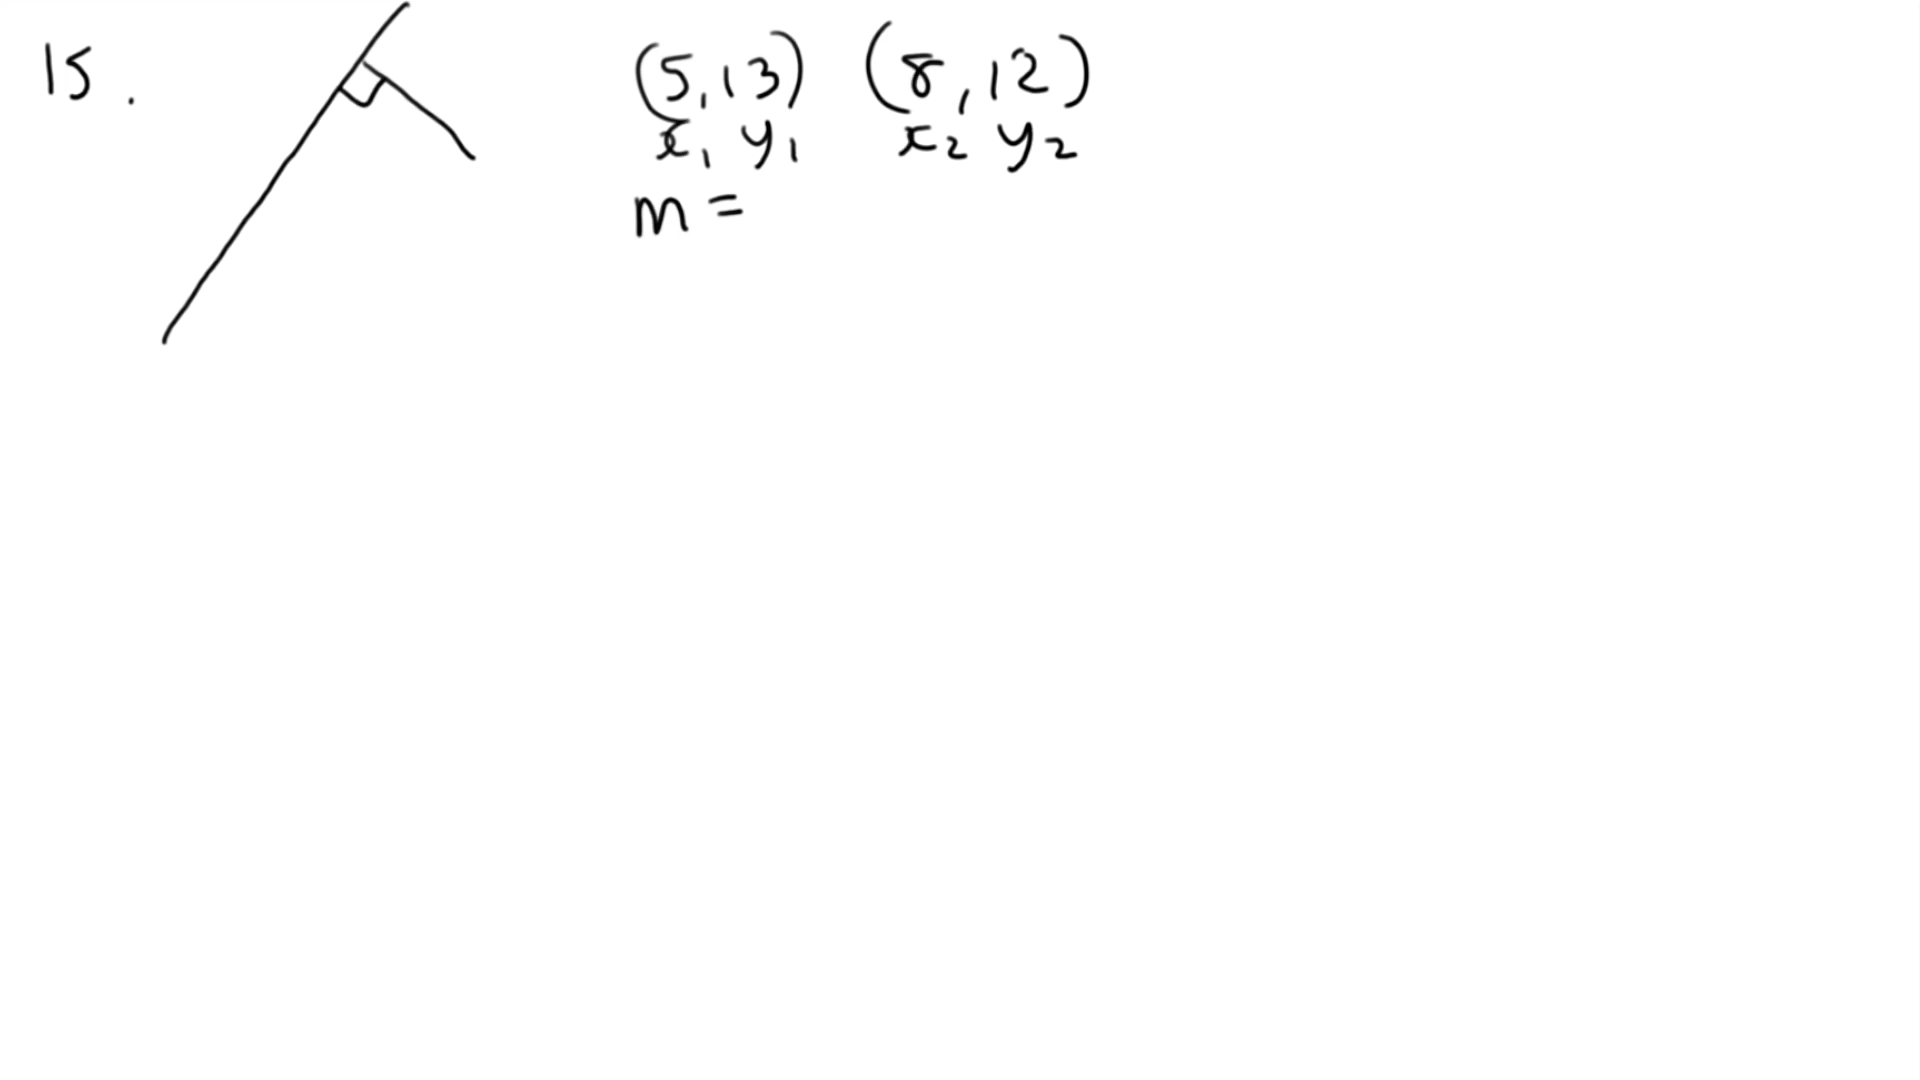 15.
(5,13) (8,12)
x₁ y₁ x₂ y₂
m =